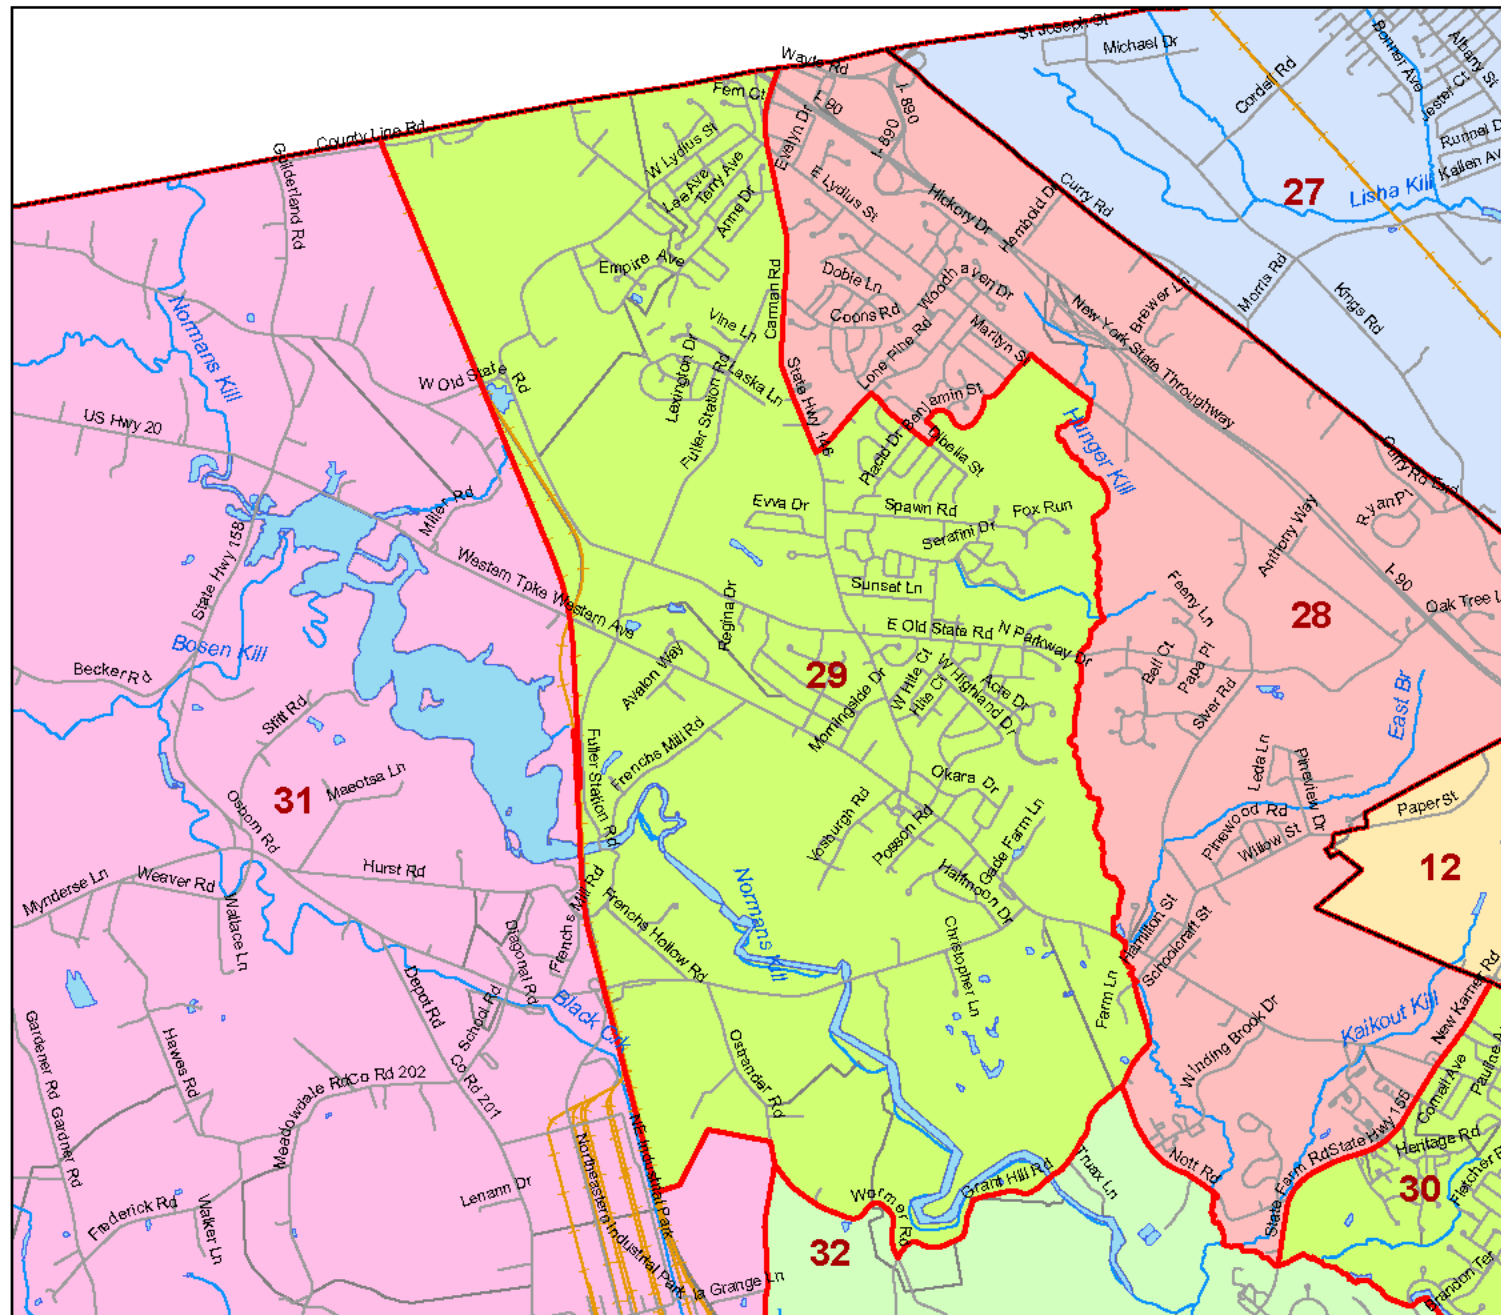 St Joseph St
Michael Dr
Bonner Ave
Albany St
Wayto Rd
Cordell Rd
Fern Ct
I- 90
I- 890
I- 890
County Line Rd
Evelyn Dr
Guilderland Rd
W Lydius St
Lee Ave
Terry Ave
Anne Dr
E Lydius St
Hickory Dr
Curry Rd
27
Lisha Kill
Empire Ave
Carman Rd
Dobie Ln
Woodhaven Dr
Morris Rd
Kings Rd
Normans Kill
Vine Ln
Coons Rd
Lone Pine Rd
Marilyn St
New York State Throughway
Brewer Ln
W Old State Rd
Lexington Dr
Fuller Station Rd
Laska Ln
State Hwy 146
Benjamin St
US Hwy 20
Placid Dr
Dibella St
Hunger Kill
Curry Rd Ext
Miller Rd
Evva Dr
Spawn Rd
Fox Run
Serafini Dr
Ryan Pl
State Hwy 158
Western Tpke
Western Ave
Sunset Ln
Anthony Way
I- 90
Regina Dr
Feeny Ln
28
Oak Tree L
Bosen Kill
E Old State Rd
N Parkway Dr
Becker Rd
Avalon Way
29
Morningside Dr
W Hite Ct
Hite Ct
W Highland Dr
Acre Dr
Bell Ct
Papa Pl
Silver Rd
East Br
Stitt Rd
Fuller Station Rd
Frenchs Mill Rd
Okara Dr
Leda Ln
Pineview Dr
31
Maeotsa Ln
Osborn Rd
Vosburgh Rd
Posson Rd
Gade Farm Ln
Pinewood Rd
Willow St
Paper St
12
Hurst Rd
Mynderse Ln
Weaver Rd
Wallace Ln
Frenchs Mill Rd
Frenchs Hollow Rd
Normans Kill
Halfmoon Dr
Hamilton St
Schoolcraft St
Diagonal Rd
Christopher Ln
Depot Rd
School Rd
Black Crk
Farm Ln
New Karner Rd
Kaikout Kill
Winding Brook Dr
Gardener Rd
Gardner Rd
Hawes Rd
Meadowdale Rd
Co Rd 202
Co Rd 201
Ostrander Rd
State Hwy 155
Cornell Ave
NE Industrial Park
Northeastern Industrial Park
Heritage Rd
Nott Rd
State Farm Rd
30
Lenann Dr
Frederick Rd
Walker Ln
Wormer Rd
Grant Hill Rd
Truax Ln
32
la Grange Ln
Brandon Ter